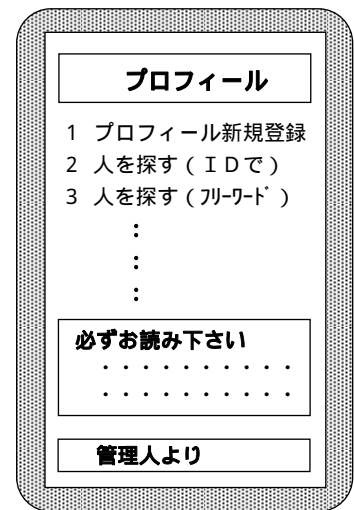 プロフィール
1 プロフィール新規登録
2 人を探す(IDで)
3 人を探す(ﾌﾘｰﾜｰﾄﾞ)
:
:
:
必ずお読み下さい
・・・・・・・・・・
・・・・・・・・・・
管理人より